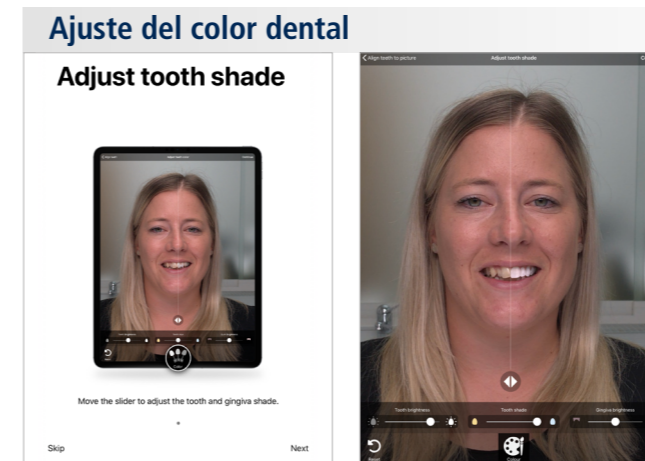 Ajuste del color dental
Adjust tooth shade
Move the slider to adjust the tooth and gingiva shade.
Skip
Next
Align teeth to picture
Adjust tooth shade
Tooth brightness
Tooth shade
Gingiva brightness
Reset
Colour